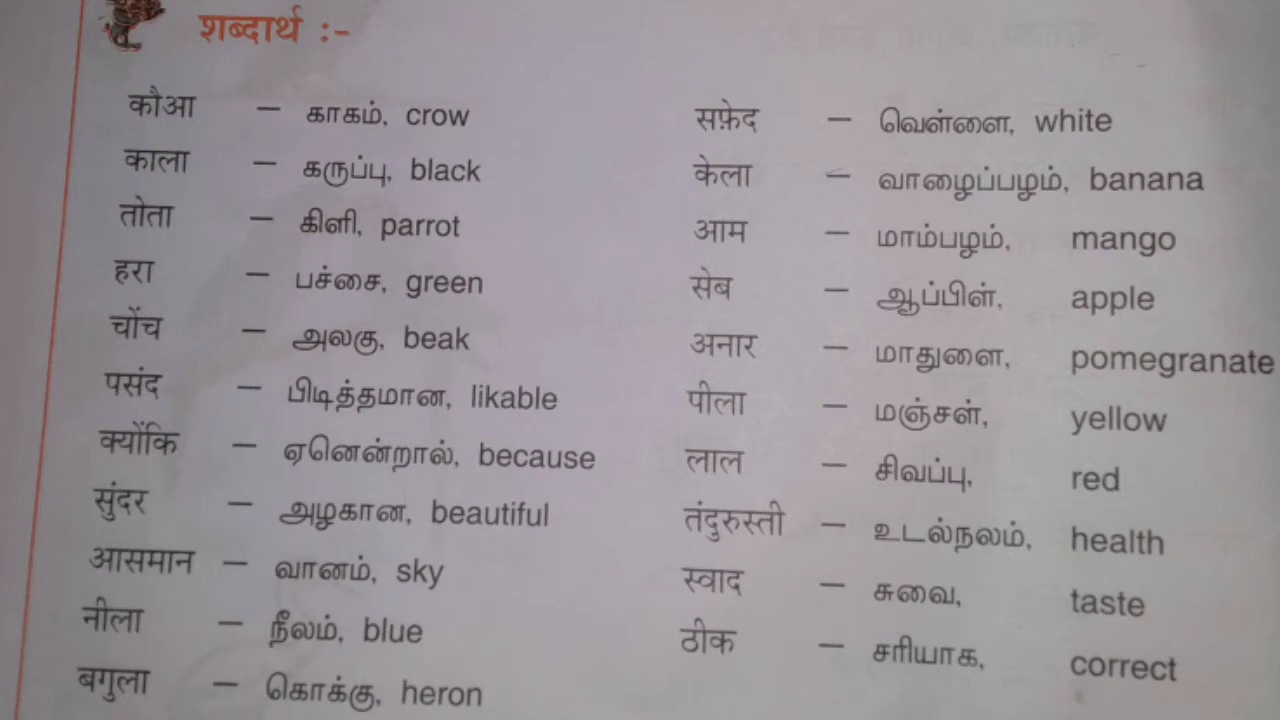 शब्दार्थ :-
कौआ – காகம், crow
काला – கருப்பு, black
तोता – கிளி, parrot
हरा – பச்சை, green
चोंच – அலகு, beak
पसंद – பிடித்தமான, likable
क्योंकि – ஏனென்றால், because
सुंदर – அழகான, beautiful
आसमान – வானம், sky
नीला – நீலம், blue
बगुला – கொக்கு, heron
सफ़ेद – வெள்ளை, white
केला – வாழைப்பழம், banana
आम – மாம்பழம், mango
सेब – ஆப்பிள், apple
अनार – மாதுளை, pomegranate
पीला – மஞ்சள், yellow
लाल – சிவப்பு, red
तंदुरुस्ती – உடல்நலம், health
स्वाद – சுவை, taste
ठीक – சரியாக, correct